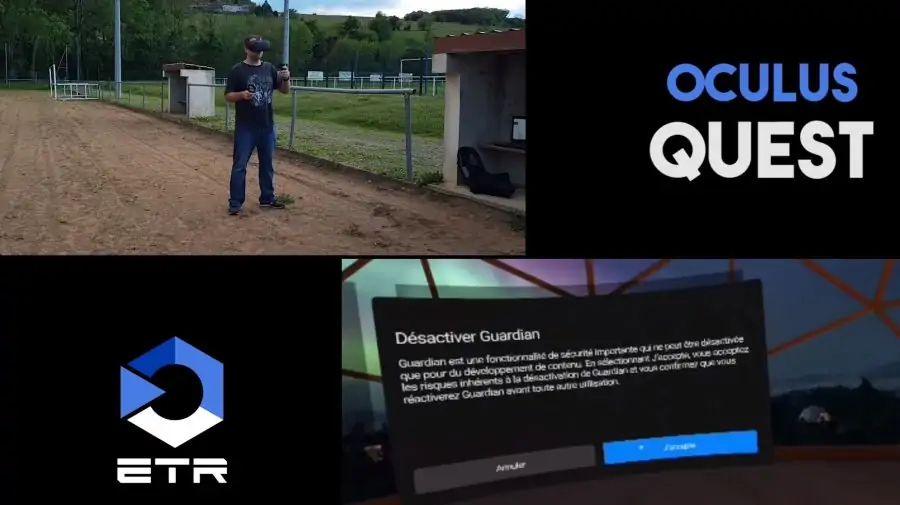 OCULUS
QUEST
ETR
Désactiver Guardian
Guardian est une fonctionnalité de sécurité importante qui ne peut être désactivée
que pour du développement de contenu. En sélectionnant J'accepte, vous acceptez
les risques inhérents à la désactivation de Guardian et vous confirmez que vous
réactiverez Guardian avant toute autre utilisation.
Annuler
J'accepte